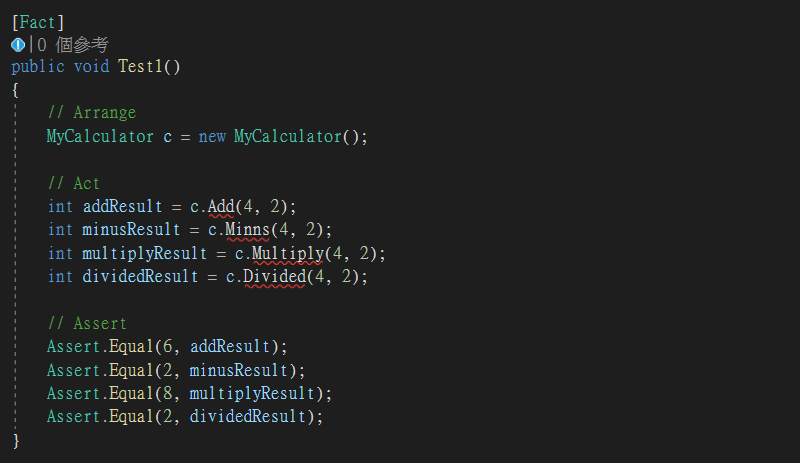 [Fact]
|0 個參考
public void Test1()
{
// Arrange
MyCalculator c = new MyCalculator();
// Act
int addResult = c.Add(4, 2);
int minusResult = c.Minns(4, 2);
int multiplyResult = c.Multiply(4, 2);
int dividedResult = c.Divided(4, 2);
// Assert
Assert.Equal(6, addResult);
Assert.Equal(2, minusResult);
Assert.Equal(8, multiplyResult);
Assert.Equal(2, dividedResult);
}